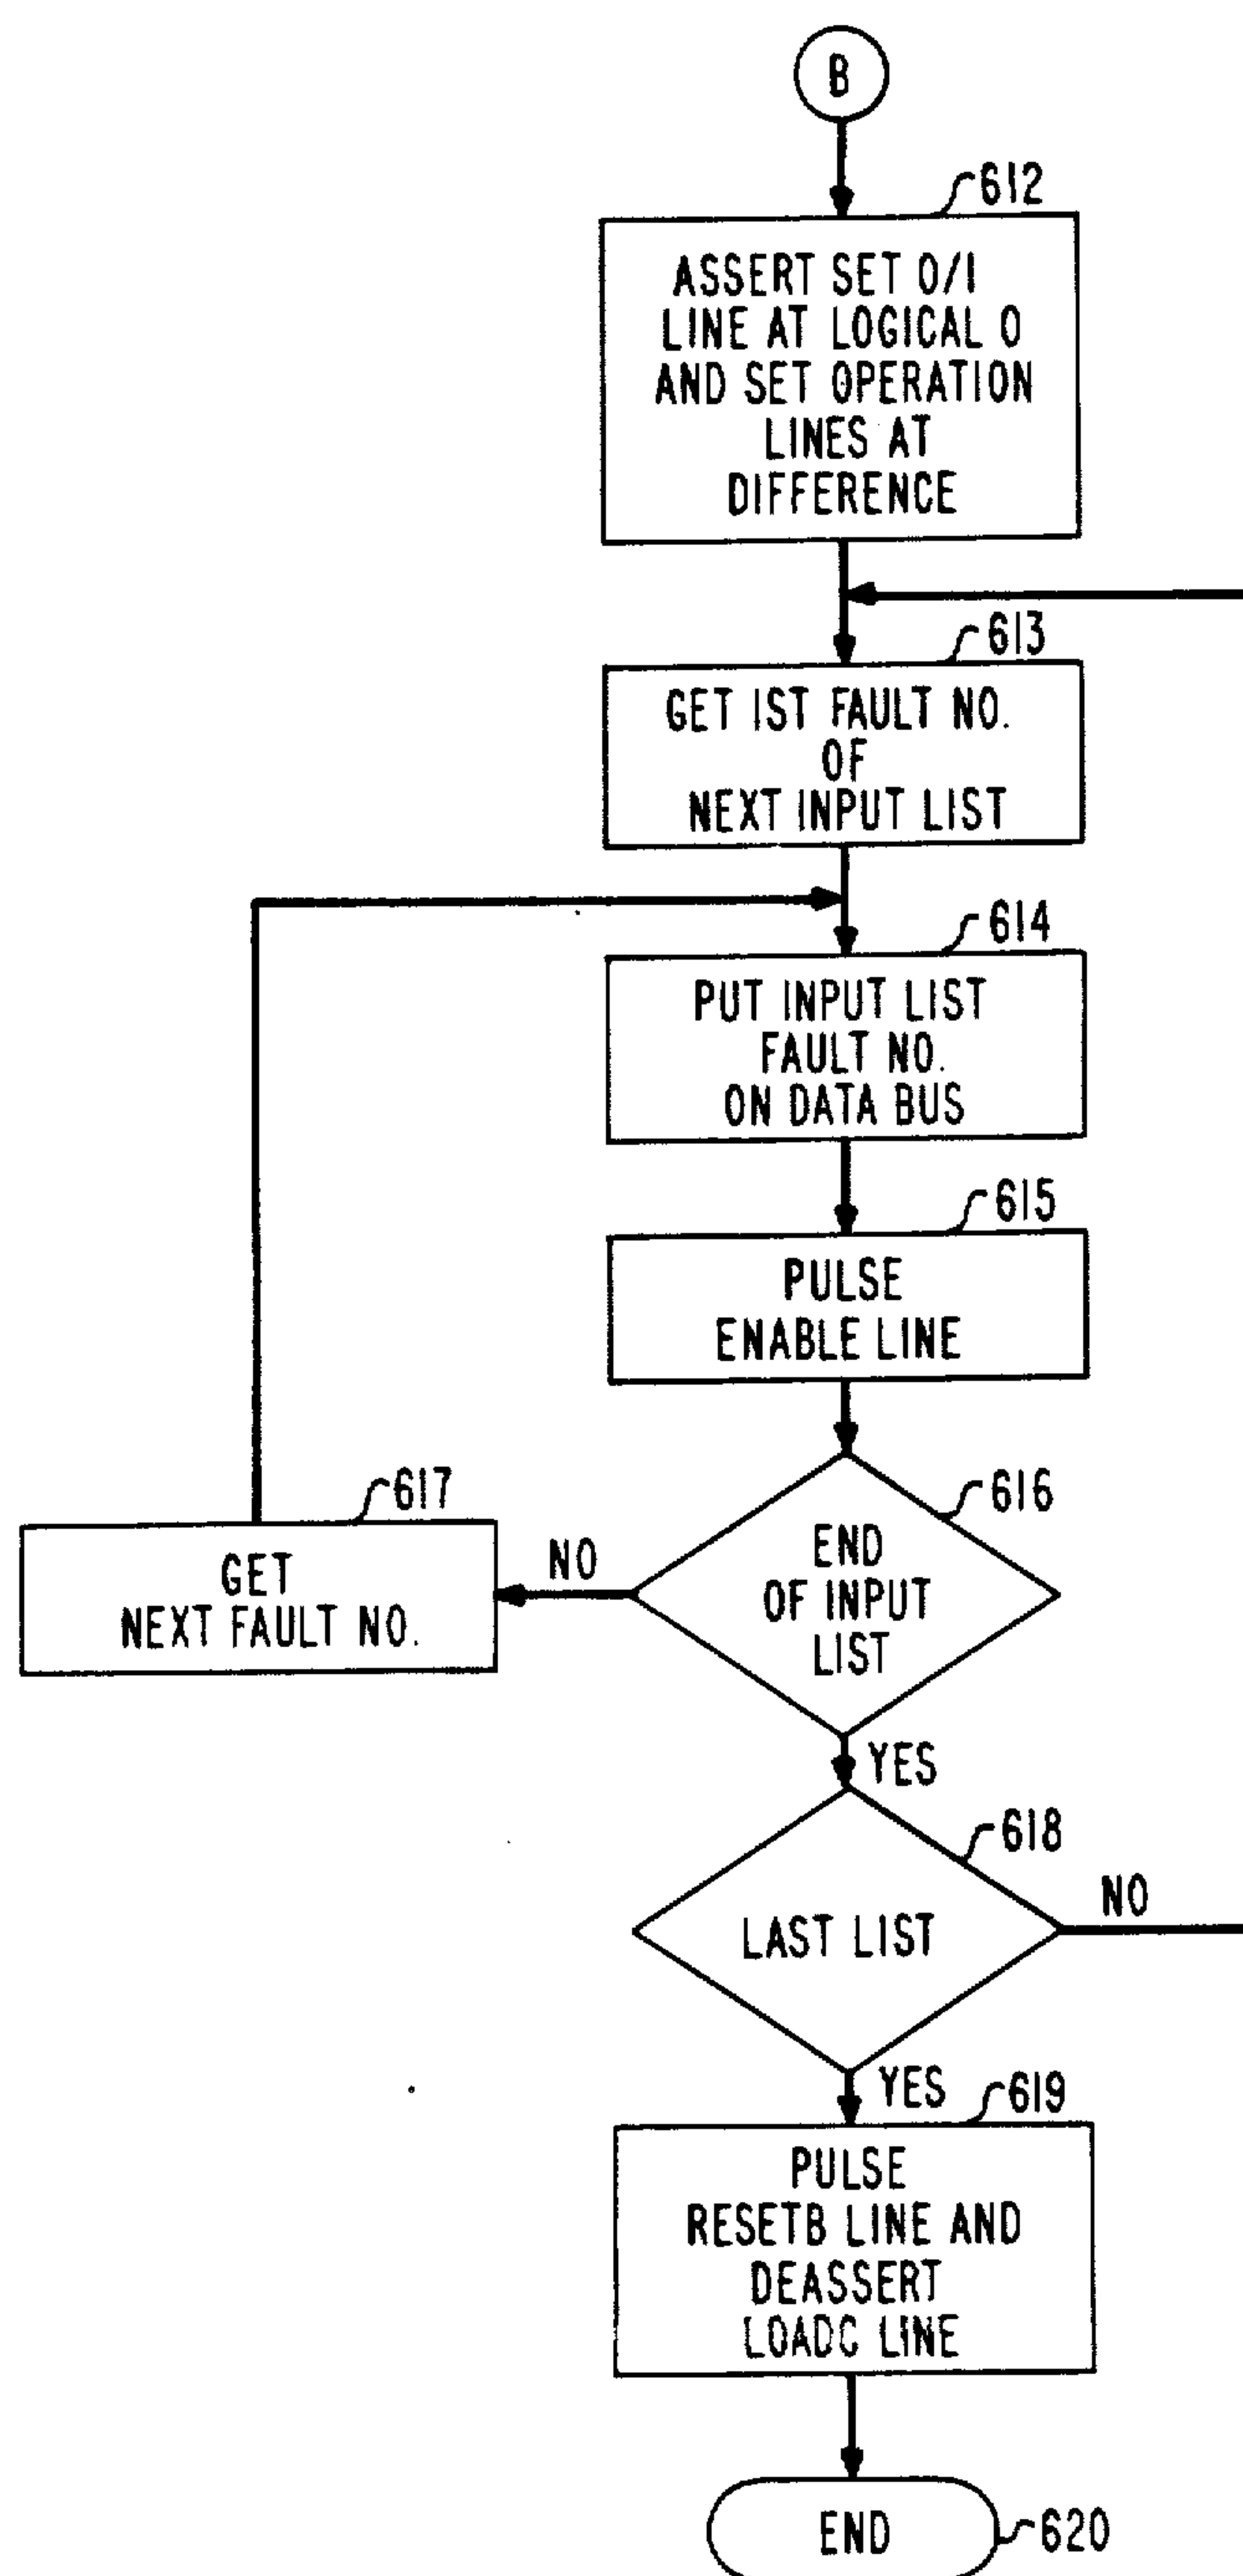 B
612
ASSERT SET 0/1
LINE AT LOGICAL 0
AND SET OPERATION
LINES AT
DIFFERENCE
613
GET 1ST FAULT NO.
OF
NEXT INPUT LIST
614
PUT INPUT LIST
FAULT NO.
ON DATA BUS
615
PULSE
ENABLE LINE
616
END
OF INPUT
LIST
NO
617
GET
NEXT FAULT NO.
YES
618
LAST LIST
NO
YES
619
PULSE
RESETB LINE AND
DEASSERT
LOADC LINE
END
620